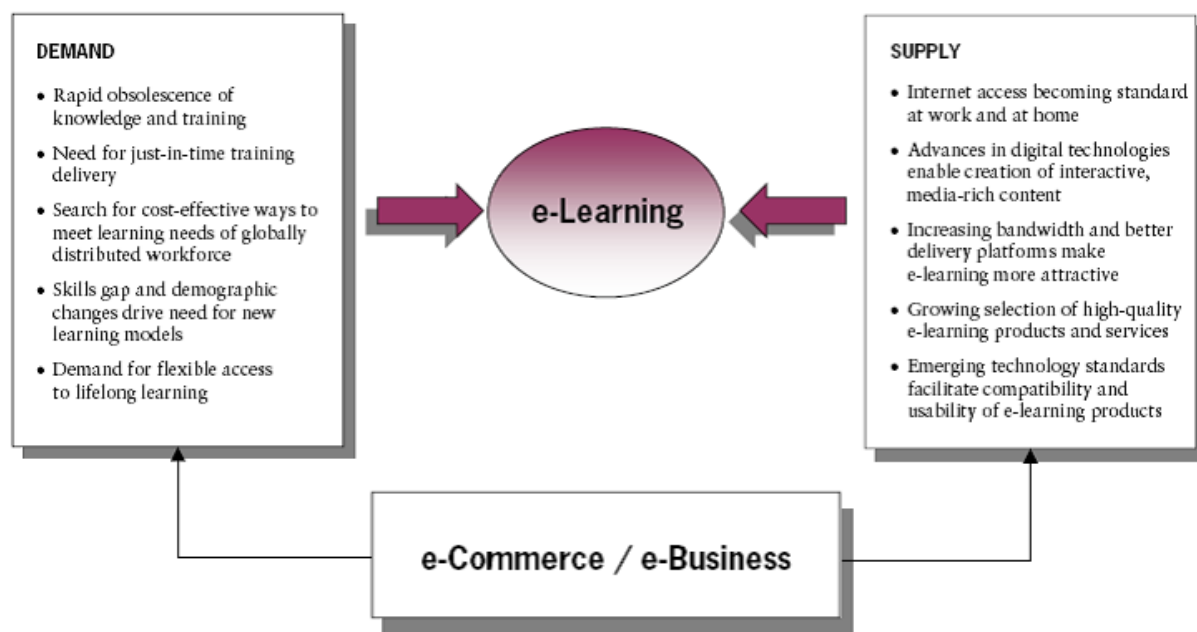 DEMAND
• Rapid obsolescence of
knowledge and training
• Need for just-in-time training
delivery
• Search for cost-effective ways to
meet learning needs of globally
distributed workforce
• Skills gap and demographic
changes drive need for new
learning models
• Demand for flexible access
to lifelong learning
e-Learning
SUPPLY
• Internet access becoming standard
at work and at home
• Advances in digital technologies
enable creation of interactive,
media-rich content
• Increasing bandwidth and better
delivery platforms make
e-learning more attractive
• Growing selection of high-quality
e-learning products and services
• Emerging technology standards
facilitate compatibility and
usability of e-learning products
e-Commerce / e-Business